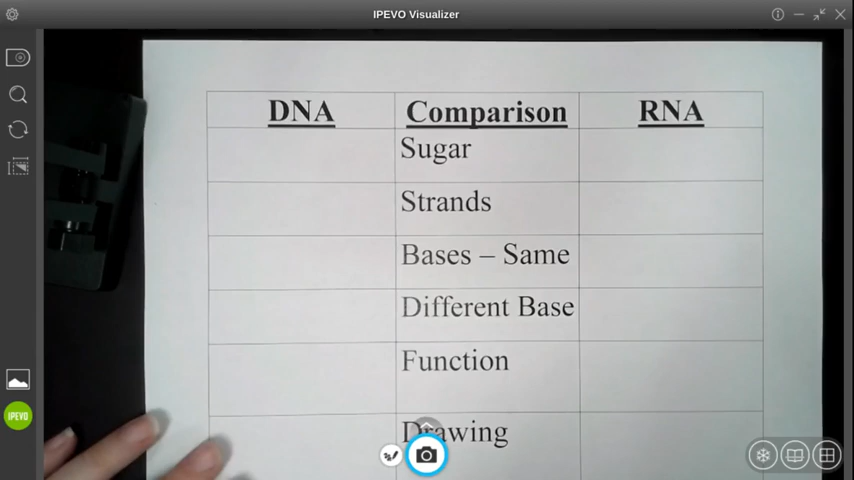 IPEVO Visualizer
DNA Comparison RNA
Sugar
Strands
Bases – Same
Different Base
Function
Drawing
IPEVO